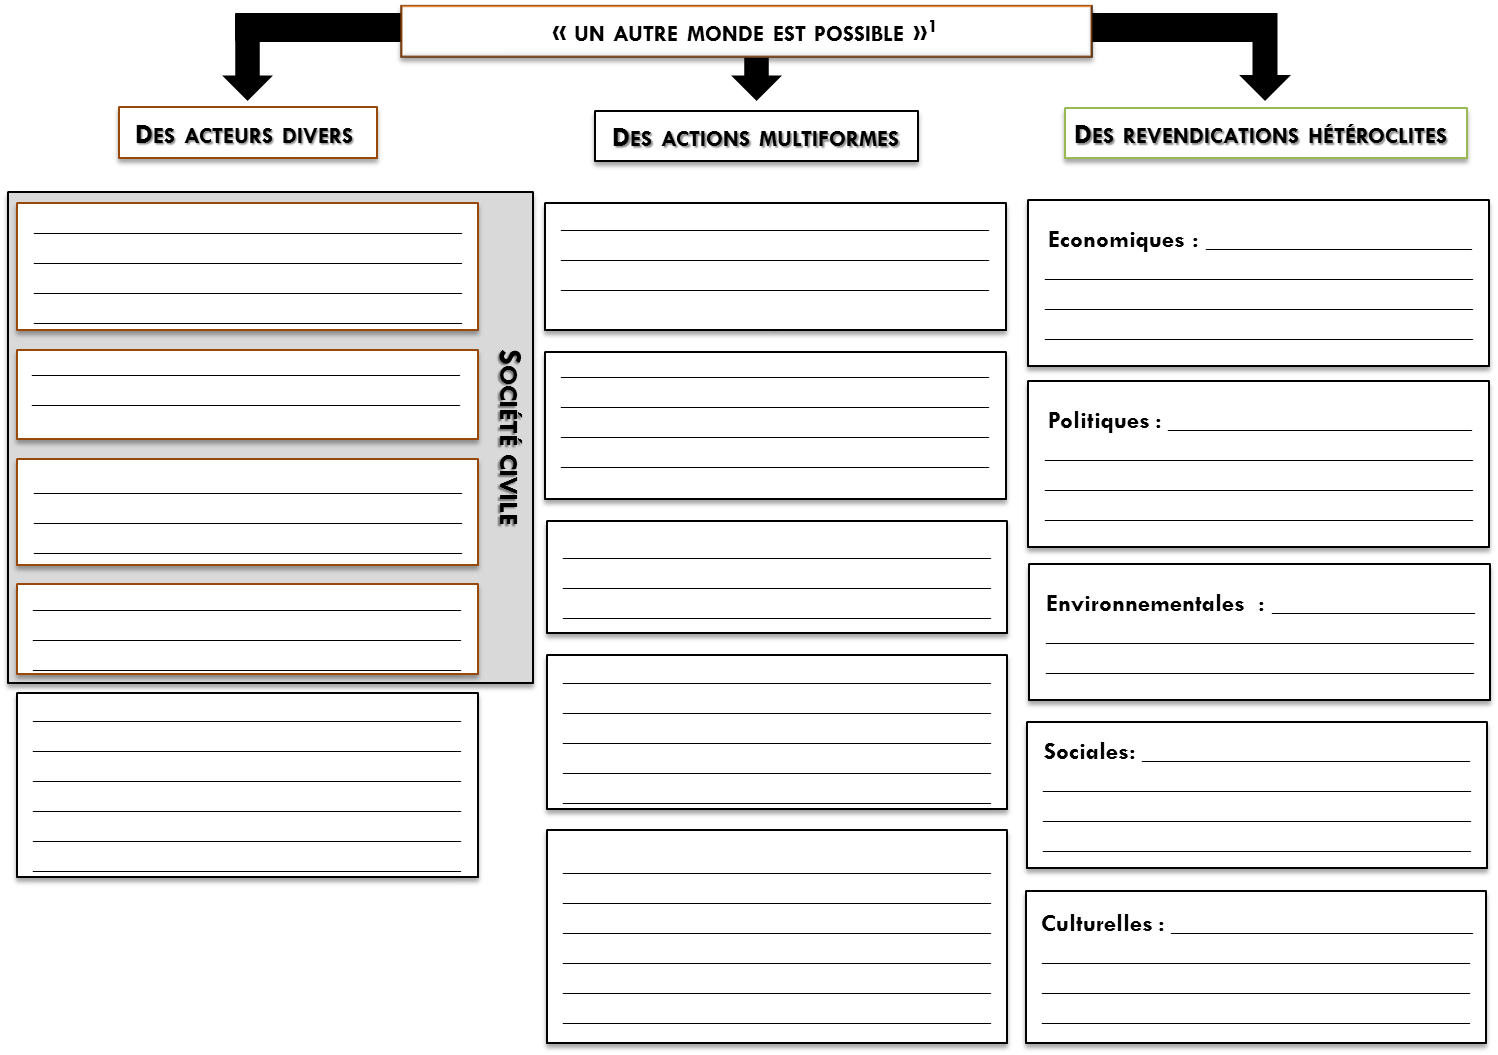 « UN AUTRE MONDE EST POSSIBLE »1
DES ACTEURS DIVERS
DES ACTIONS MULTIFORMES
DES REVENDICATIONS HÉTÉROCLITES
SOCIÉTÉ CIVILE
Economiques :
Politiques :
Environnementales :
Sociales:
Culturelles :